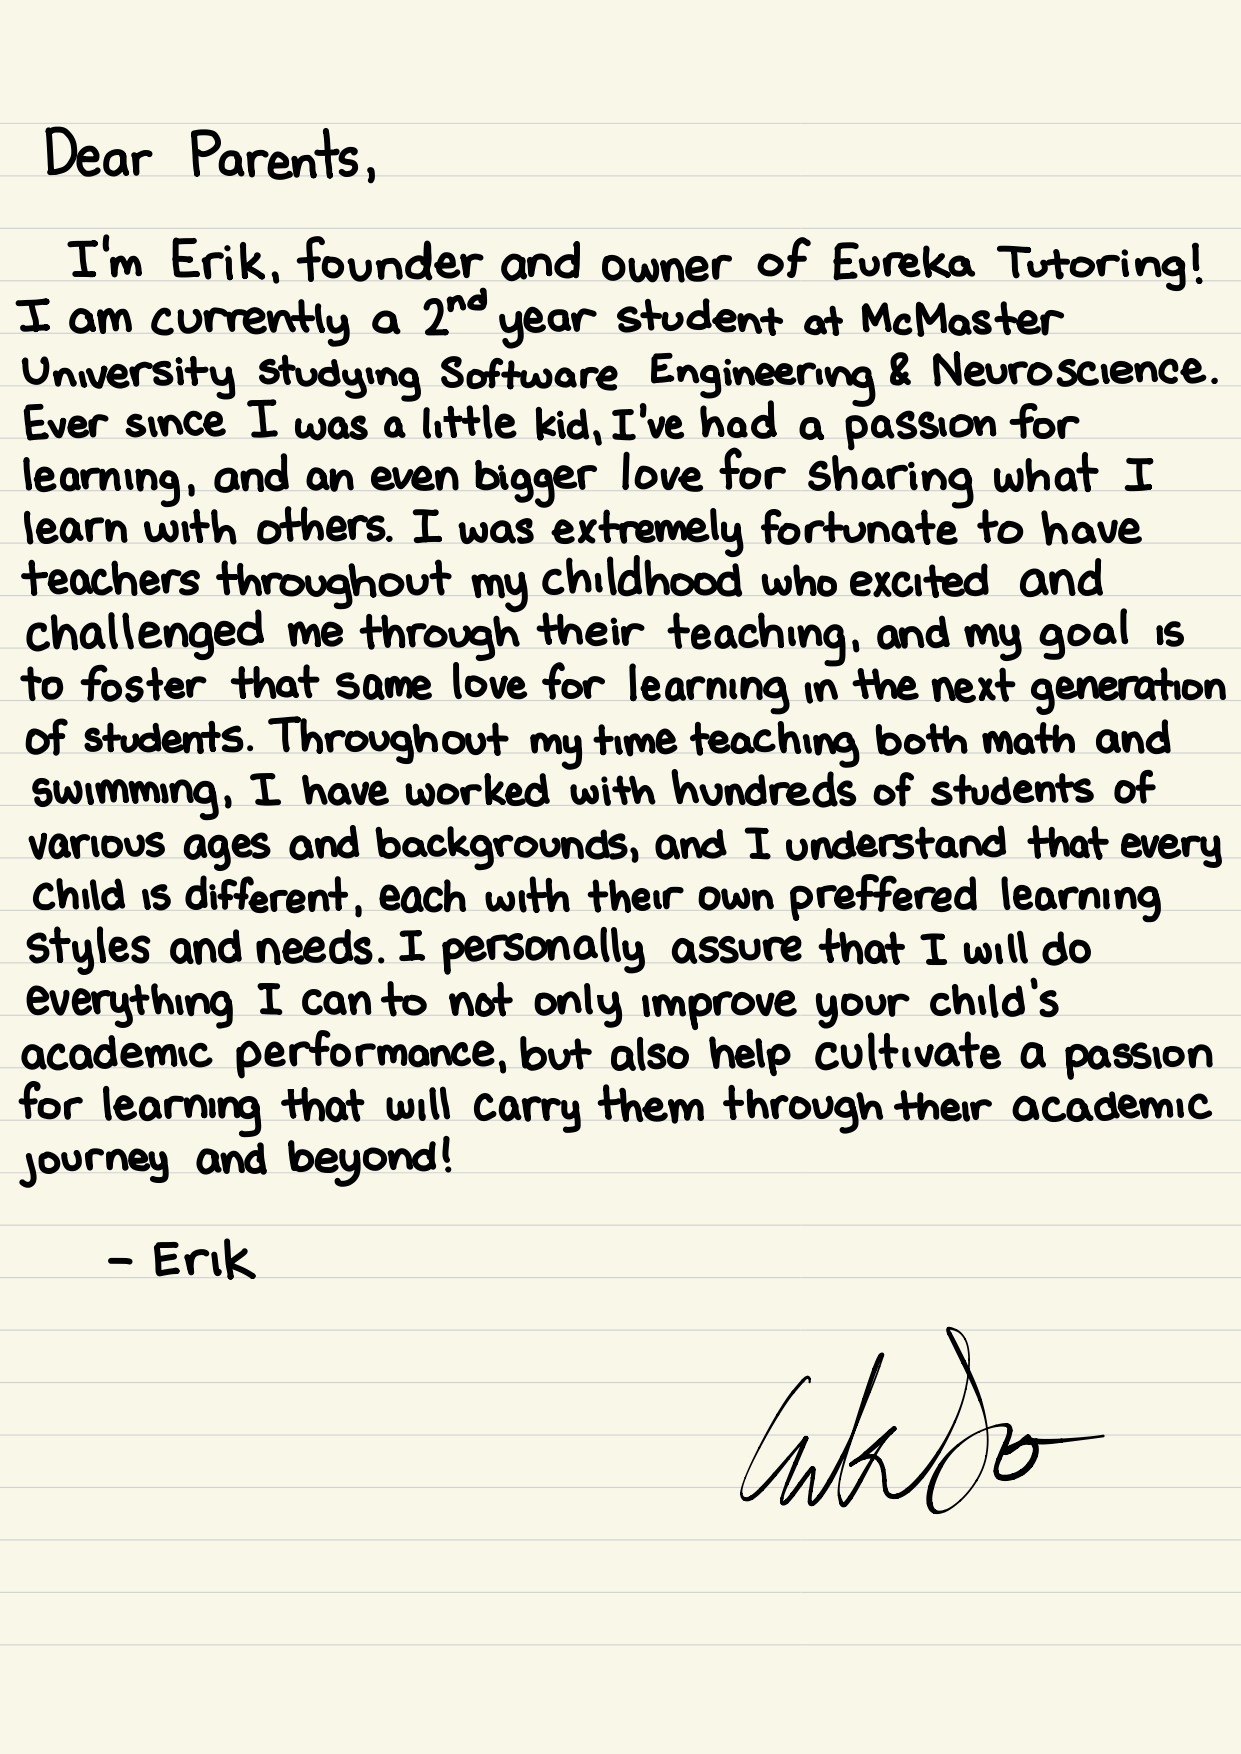 Dear Parents,
I'm Erik, founder and owner of Eureka Tutoring!
I am currently a 2nd year student at McMaster
University studying Software Engineering & Neuroscience.
Ever since I was a little kid, I've had a passion for
learning, and an even bigger love for sharing what I
learn with others. I was extremely fortunate to have
teachers throughout my childhood who excited and
challenged me through their teaching, and my goal is
to foster that same love for learning in the next generation
of students. Throughout my time teaching both math and
swimming, I have worked with hundreds of students of
various ages and backgrounds, and I understand that every
child is different, each with their own preffered learning
styles and needs. I personally assure that I will do
everything I can to not only improve your child's
academic performance, but also help cultivate a passion
for learning that will carry them through their academic
journey and beyond!
- Erik